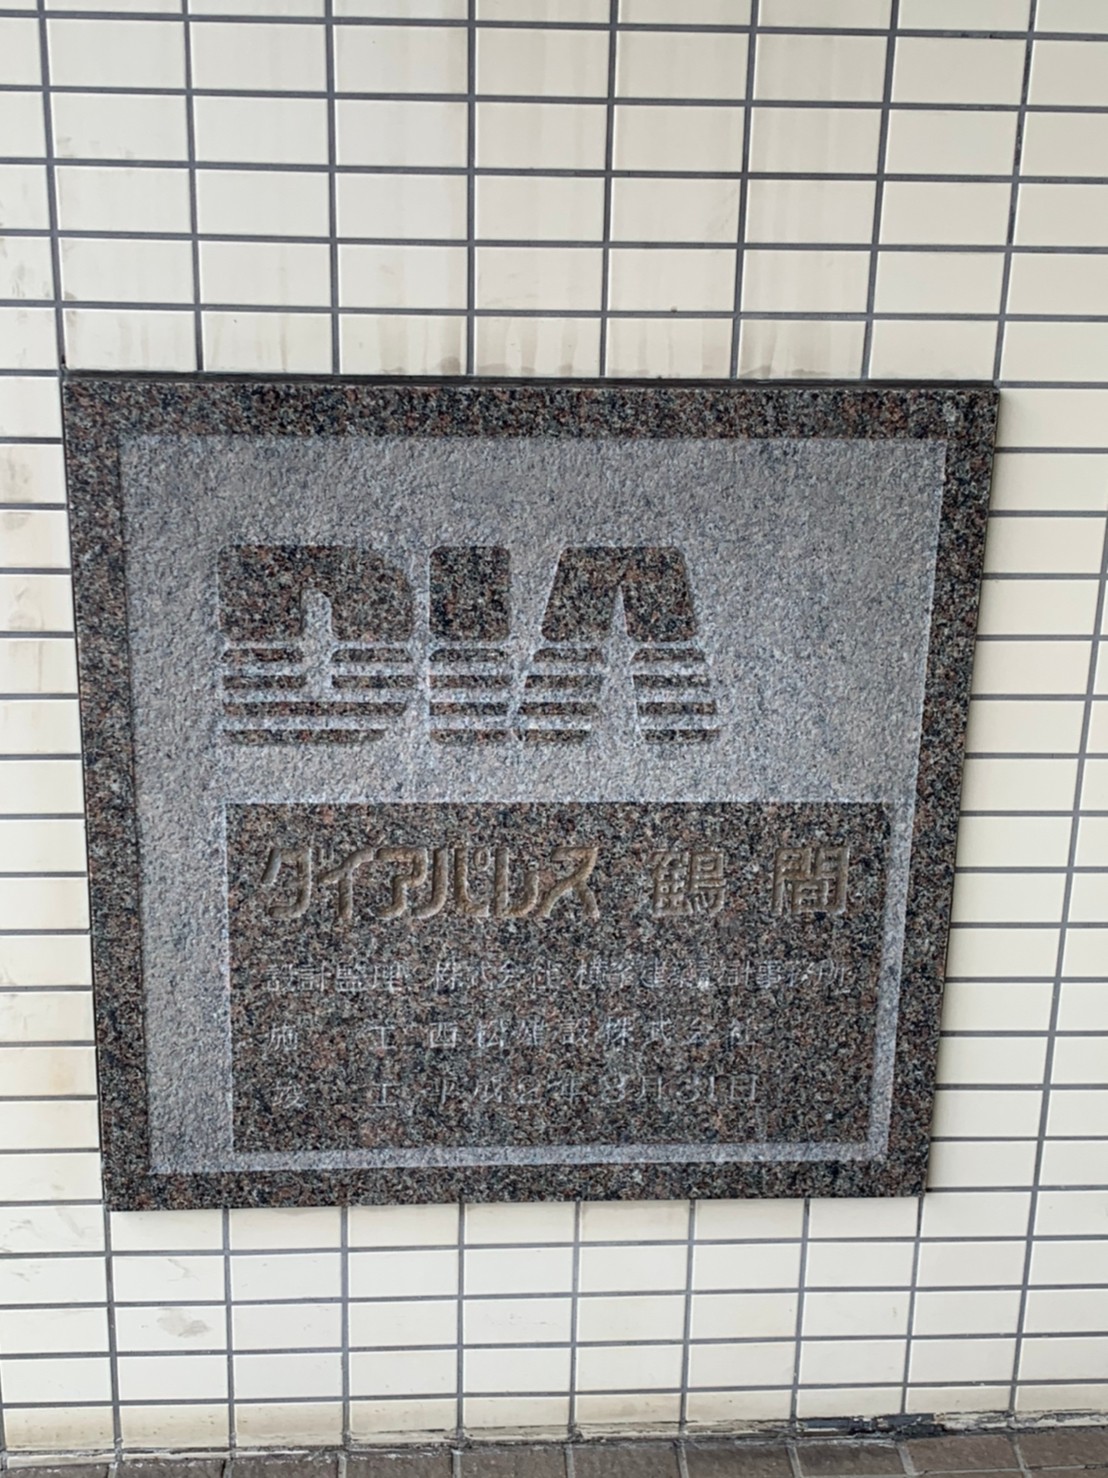 DIA
ダイアパレス 鶴間
設計監理 株式会社 建築設計事務所
施 工 西松建設株式会社
竣 工 平成2年3月31日